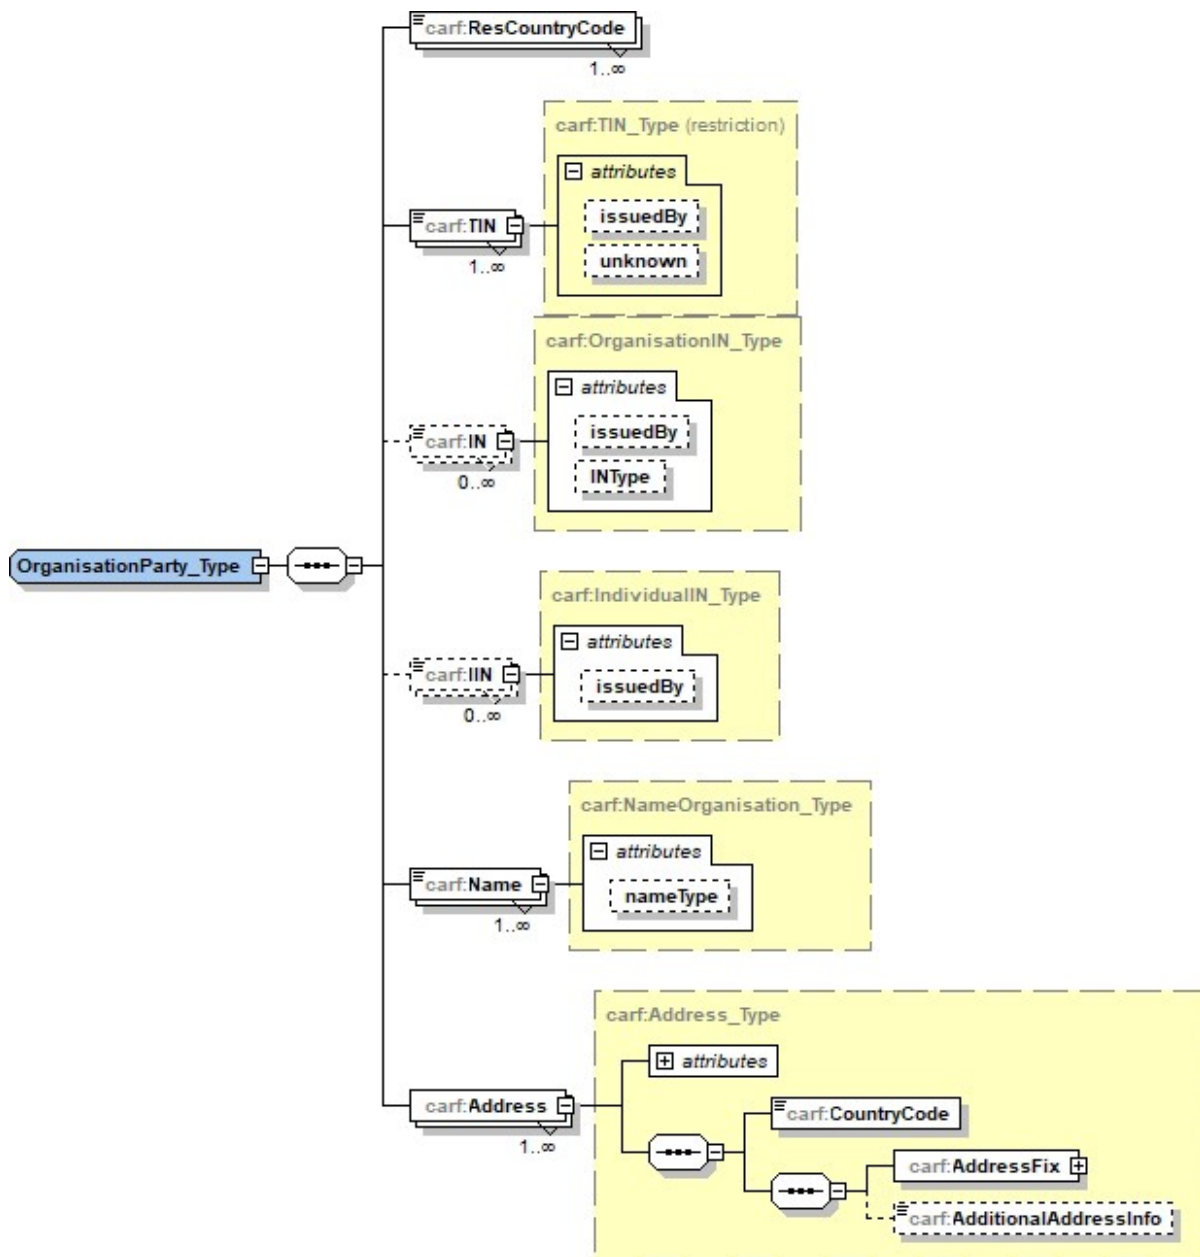 carf:ResCountryCode
1..∞
carf:TIN_Type (restriction)
attributes
issuedBy
unknown
carf:TIN
1..∞
carf:OrganisationIN_Type
attributes
issuedBy
INType
carf:IN
0..∞
OrganisationParty_Type
carf:IndividualIN_Type
attributes
issuedBy
carf:IIN
0..∞
carf:NameOrganisation_Type
attributes
nameType
carf:Name
1..∞
carf:Address_Type
attributes
carf:Address
1..∞
carf:CountryCode
carf:AddressFix
carf:AdditionalAddressInfo